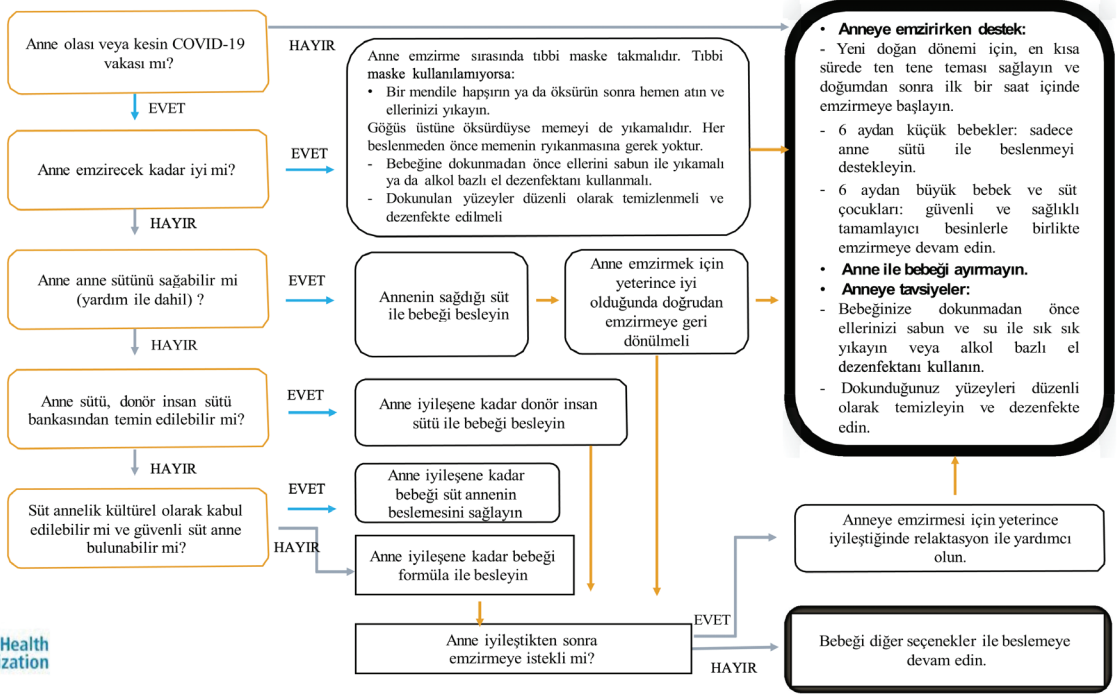 Anne olası veya kesin COVID-19
vakası mı?
HAYIR
EVET
Anne emzirecek kadar iyi mi?
EVET
Anne emzirme sırasında tıbbi maske takmalıdır. Tıbbi
maske kullanılamıyorsa:
• Bir mendile hapşırın ya da öksürün sonra hemen atın ve
ellerinizi yıkayın.
Göğüs üstüne öksürdüyse memeyi de yıkamalıdır. Her
beslenmeden önce memenin ryıkanmasına gerek yoktur.
- Bebeğine dokunmadan önce ellerini sabun ile yıkamalı
ya da alkol bazlı el dezenfektanı kullanmalı.
- Dokunulan yüzeyler düzenli olarak temizlenmeli ve
dezenfekte edilmeli
HAYIR
Anne anne sütünü sağabilir mi
(yardım ile dahil) ?
EVET
Annenin sağdığı süt
ile bebeği besleyin
Anne emzirmek için
yeterince iyi
olduğunda doğrudan
emzirmeye geri
dönülmeli
HAYIR
Anne sütü, donör insan sütü
bankasından temin edilebilir mi?
EVET
Anne iyileşene kadar donör insan
sütü ile bebeği besleyin
HAYIR
Süt annelik kültürel olarak kabul
edilebilir mi ve güvenli süt anne
bulunabilir mi?
EVET
Anne iyileşene kadar
bebeği süt annenin
beslemesini sağlayın
HAYIR
Anne iyileşene kadar bebeği
formüla ile besleyin
Anne iyileştikten sonra
emzirmeye istekli mi?
EVET
HAYIR
• Anneye emzirirken destek:
- Yeni doğan dönemi için, en kısa
sürede ten tene teması sağlayın ve
doğumdan sonra ilk bir saat içinde
emzirmeye başlayın.
- 6 aydan küçük bebekler: sadece
anne sütü ile beslenmeyi
destekleyin.
- 6 aydan büyük bebek ve süt
çocukları: güvenli ve sağlıklı
tamamlayıcı besinlerle birlikte
emzirmeye devam edin.
• Anne ile bebeği ayırmayın.
• Anneye tavsiyeler:
- Bebeğinize dokunmadan önce
ellerinizi sabun ve su ile sık sık
yıkayın veya alkol bazlı el
dezenfektanı kullanın.
- Dokunduğunuz yüzeyleri düzenli
olarak temizleyin ve dezenfekte
edin.
Anneye emzirmesi için yeterince
iyileştiğinde relaktasyon ile yardımcı
olun.
Bebeği diğer seçenekler ile beslemeye
devam edin.
Health
ization